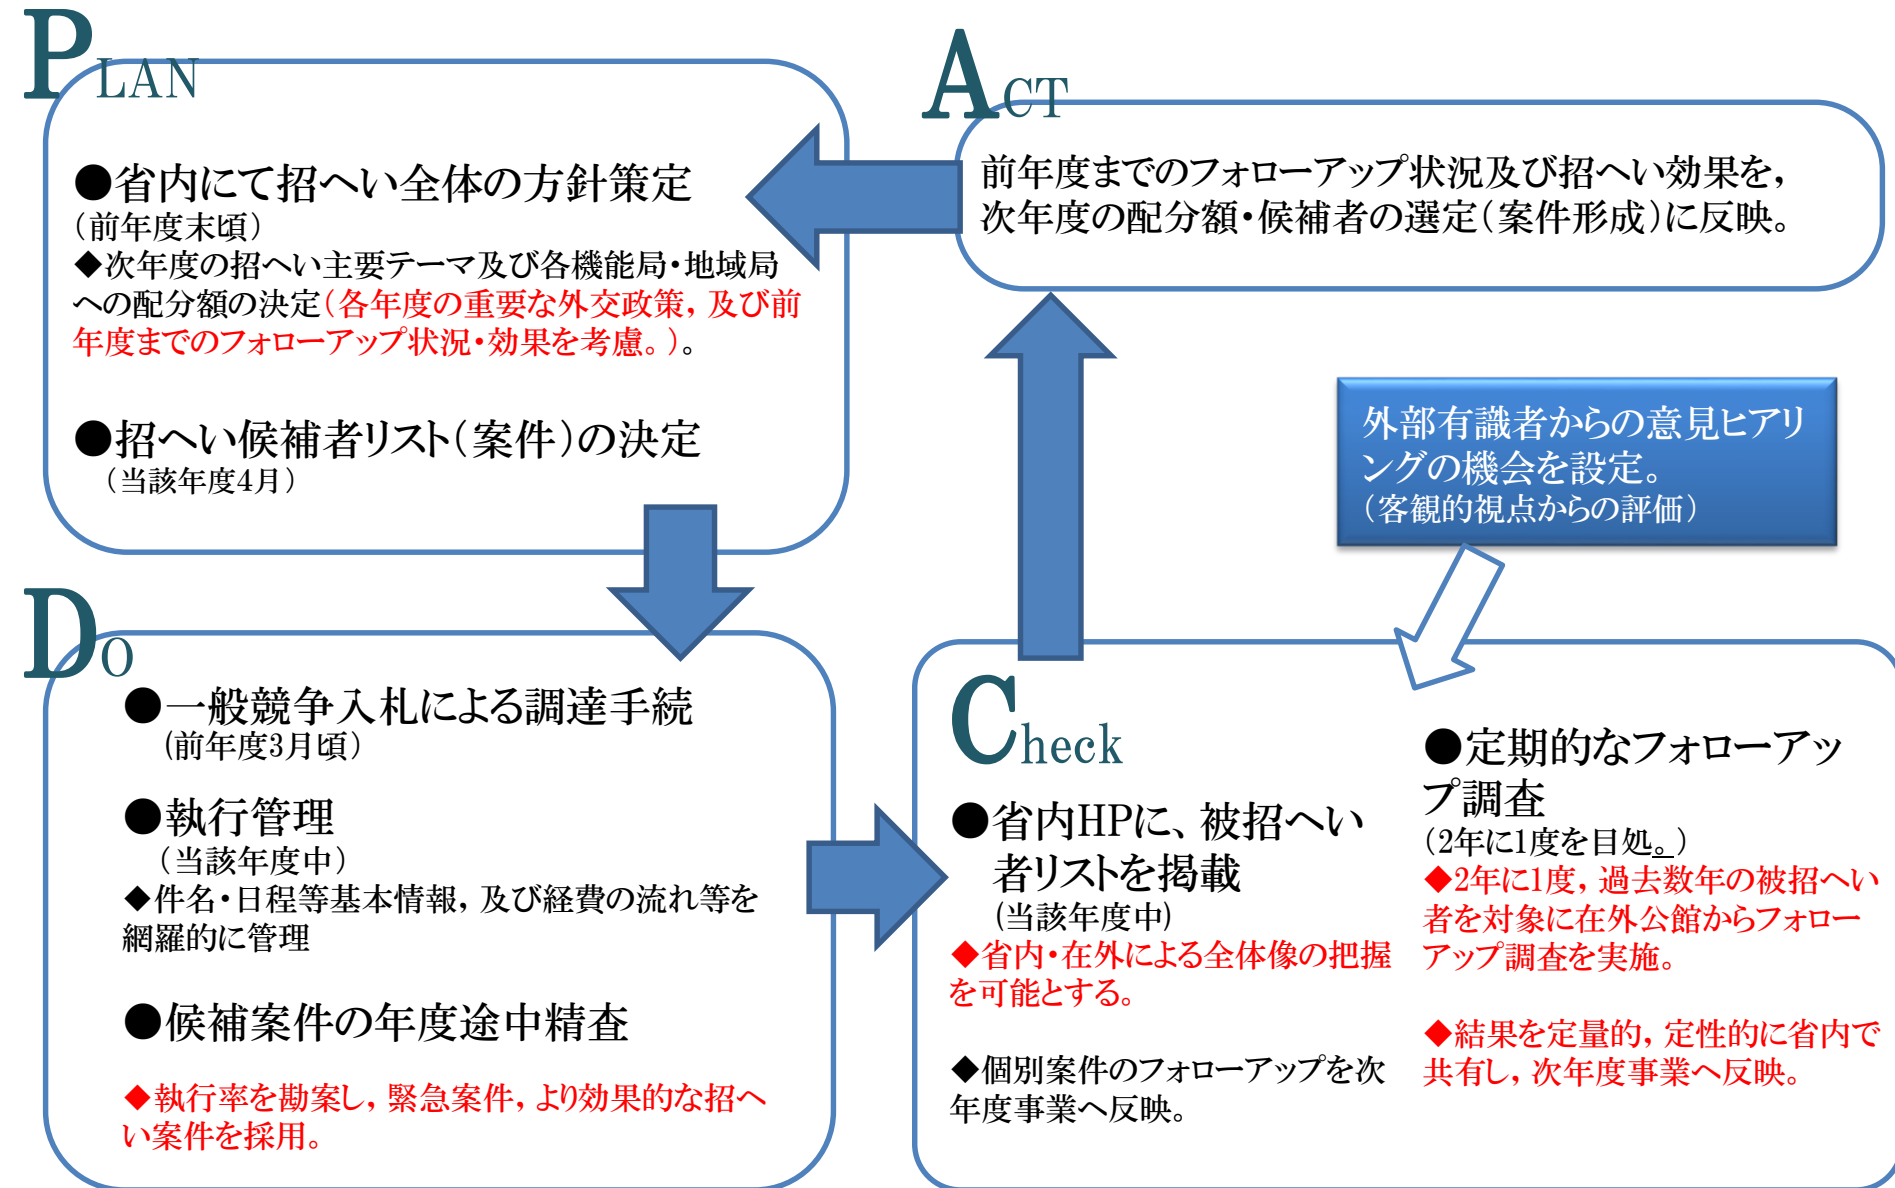 PLAN
●省内にて招へい全体の方針策定
（前年度末頃）
◆次年度の招へい主要テーマ及び各機能局・地域局
への配分額の決定（各年度の重要な外交政策，及び前
年度までのフォローアップ状況・効果を考慮。）。
●招へい候補者リスト（案件）の決定
（当該年度4月）
DO
●一般競争入札による調達手続
(前年度3月頃）
●執行管理
（当該年度中）
◆件名・日程等基本情報，及び経費の流れ等を
網羅的に管理
●候補案件の年度途中精査
◆執行率を勘案し，緊急案件，より効果的な招へ
い案件を採用。
Check
●省内HPに、被招へい
者リストを掲載
(当該年度中)
◆省内・在外による全体像の把握
を可能とする。
◆個別案件のフォローアップを次
年度事業へ反映。
●定期的なフォローアッ
プ調査
（2年に1度を目処。）
◆2年に1度，過去数年の被招へい
者を対象に在外公館からフォロー
アップ調査を実施。
◆結果を定量的，定性的に省内で
共有し，次年度事業へ反映。
外部有識者からの意見ヒアリ
ングの機会を設定。
（客観的視点からの評価）
ACT
前年度までのフォローアップ状況及び招へい効果を，
次年度の配分額・候補者の選定（案件形成）に反映。